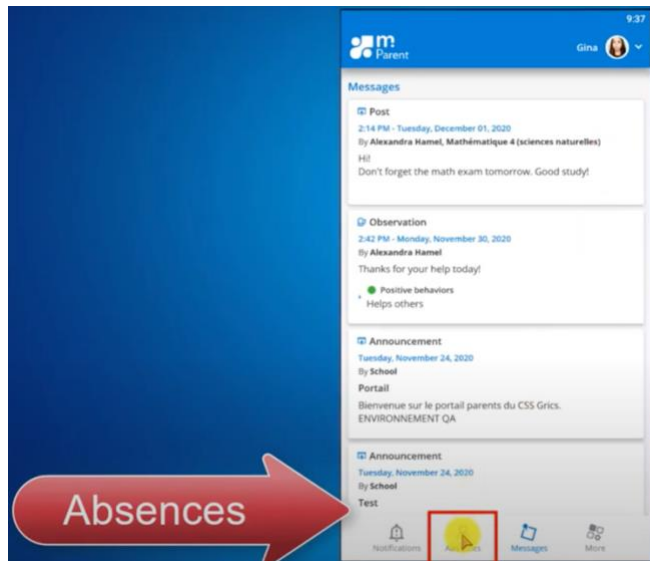 9:37
m
Parent
Gina
Messages
Post
2:14 PM - Tuesday, December 01, 2020
By Alexandra Hamel, Mathématique 4 (sciences naturelles)
Hi!
Don't forget the math exam tomorrow. Good study!
Observation
2:42 PM - Monday, November 30, 2020
By Alexandra Hamel
Thanks for your help today!
Positive behaviors
Helps others
Announcement
Tuesday, November 24, 2020
By School
Portail
Bienvenue sur le portail parents du CSS Grics.
ENVIRONNEMENT QA
Announcement
Tuesday, November 24, 2020
By School
Test
Absences
Notifications
Messages
More